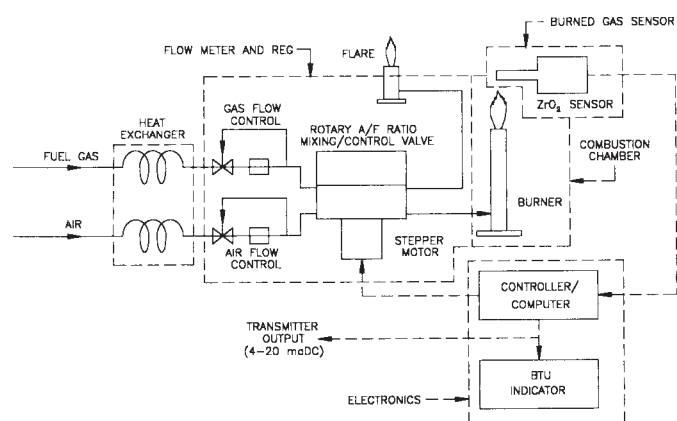 BURNED GAS SENSOR
FLOW METER AND REG
FLARE
ZrO₂ SENSOR
HEAT
EXCHANGER
GAS FLOW
CONTROL
ROTARY A/F RATIO
MIXING/CONTROL VALVE
COMBUSTION
CHAMBER
FUEL GAS
BURNER
AIR
AIR FLOW
CONTROL
STEPPER
MOTOR
CONTROLLER/
COMPUTER
TRANSMITTER
OUTPUT
(4-20 maDC)
BTU
INDICATOR
ELECTRONICS